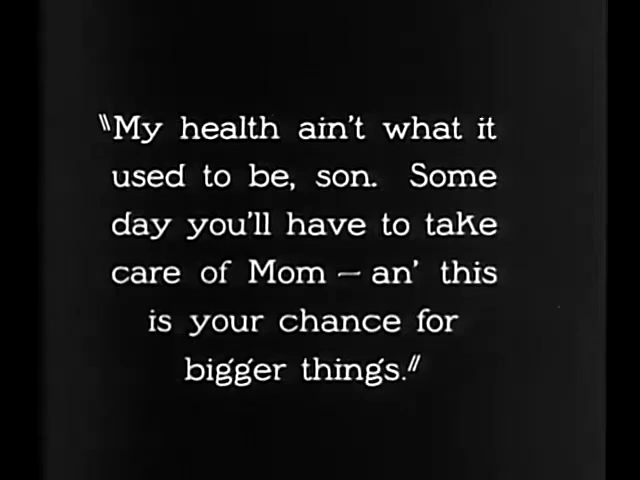 "My health ain't what it
used to be, son. Some
day you'll have to take
care of Mom — an' this
is your chance for
bigger things."